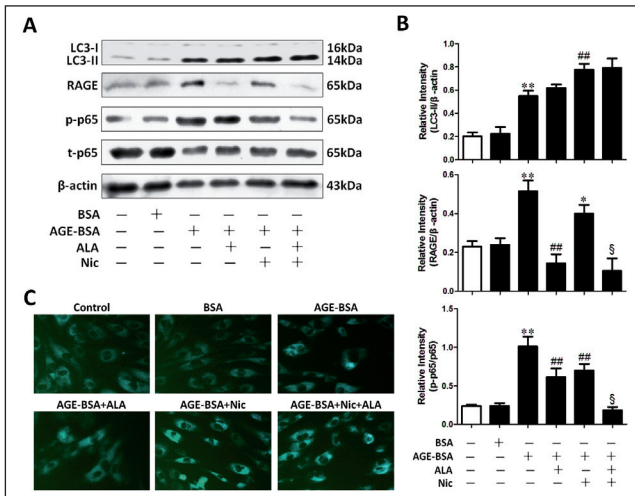 A
LC3-I 16kDa
LC3-II 14kDa
RAGE 65kDa
p-p65 65kDa
t-p65 65kDa
β-actin 43kDa
BSA – + – – – –
AGE-BSA – – + + + +
ALA – – – + – +
Nic – – – – + +
B
Relative Intensity
(LC3-II/β -actin)
1.0
0.8
0.6
0.4
0.2
0.0
** ##
Relative Intensity
(RAGE/β -actin)
0.6
0.4
0.2
0.0
** ## * §
Relative Intensity
(p-p65/p65)
1.5
1.0
0.5
0.0
** ## ## §
BSA – + – – – –
AGE-BSA – – + + + +
ALA – – – + – +
Nic – – – – + +
C
Control BSA AGE-BSA
AGE-BSA+ALA AGE-BSA+Nic AGE-BSA+Nic+ALA